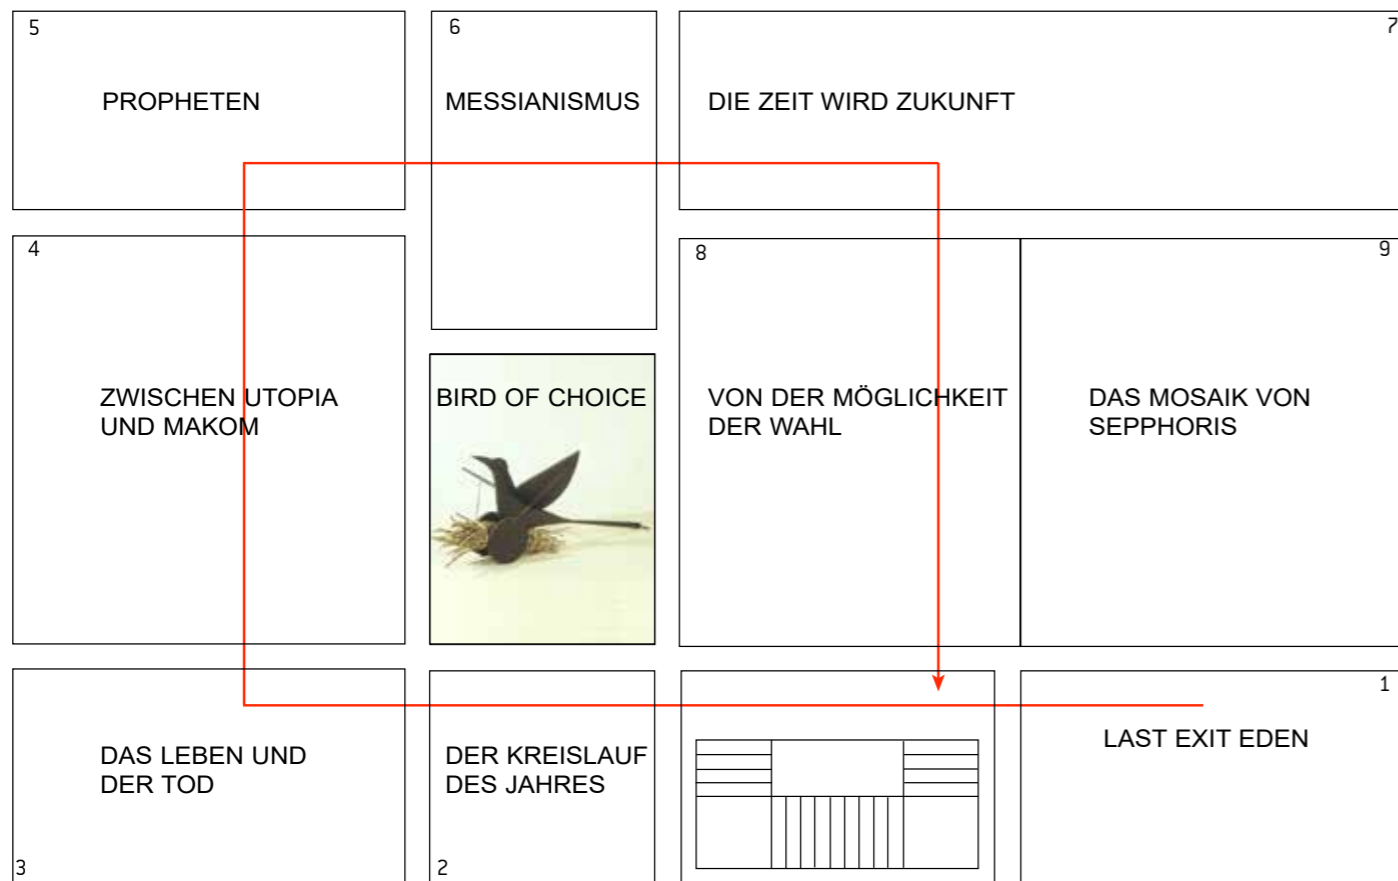 5
PROPHETEN
6
MESSIANISMUS
7
DIE ZEIT WIRD ZUKUNFT
4
ZWISCHEN UTOPIA
UND MAKOM
BIRD OF CHOICE
8
VON DER MÖGLICHKEIT
DER WAHL
9
DAS MOSAIK VON
SEPPHORIS
3
DAS LEBEN UND
DER TOD
2
DER KREISLAUF
DES JAHRES
1
LAST EXIT EDEN